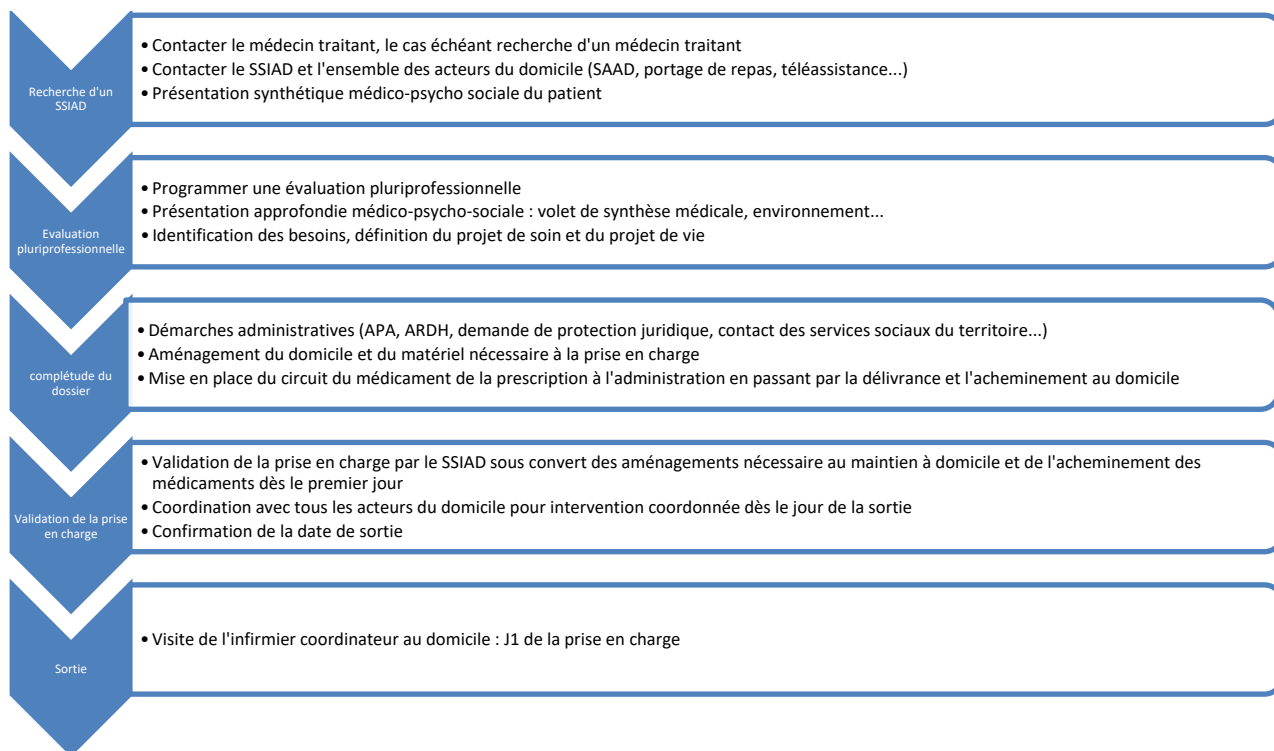 Recherche d'un
SSIAD
• Contacter le médecin traitant, le cas échéant recherche d'un médecin traitant
• Contacter le SSIAD et l'ensemble des acteurs du domicile (SAAD, portage de repas, téléassistance...)
• Présentation synthétique médico-psycho sociale du patient
Evaluation
pluriprofessionnelle
• Programmer une évaluation pluriprofessionnelle
• Présentation approfondie médico-psycho-sociale : volet de synthèse médicale, environnement...
• Identification des besoins, définition du projet de soin et du projet de vie
complétude du
dossier
• Démarches administratives (APA, ARDH, demande de protection juridique, contact des services sociaux du territoire...)
• Aménagement du domicile et du matériel nécessaire à la prise en charge
• Mise en place du circuit du médicament de la prescription à l'administration en passant par la délivrance et l'acheminement au domicile
Validation de la prise
en charge
• Validation de la prise en charge par le SSIAD sous convert des aménagements nécessaire au maintien à domicile et de l'acheminement des
médicaments dès le premier jour
• Coordination avec tous les acteurs du domicile pour intervention coordonnée dès le jour de la sortie
• Confirmation de la date de sortie
Sortie
• Visite de l'infirmier coordinateur au domicile : J1 de la prise en charge